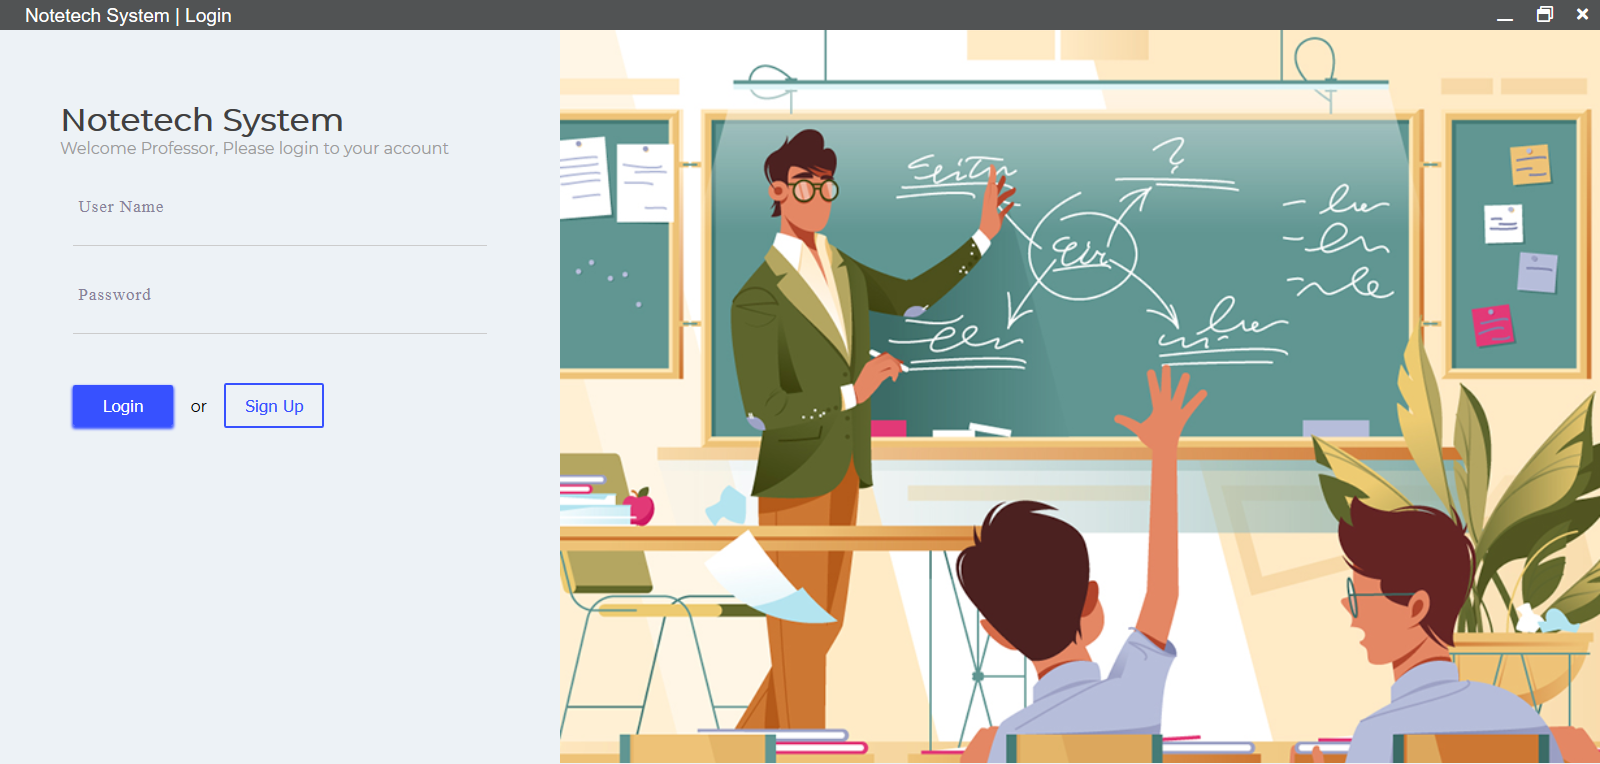 Notetech System | Login
Notetech System
Welcome Professor, Please login to your account
User Name
Password
Login or Sign Up
?